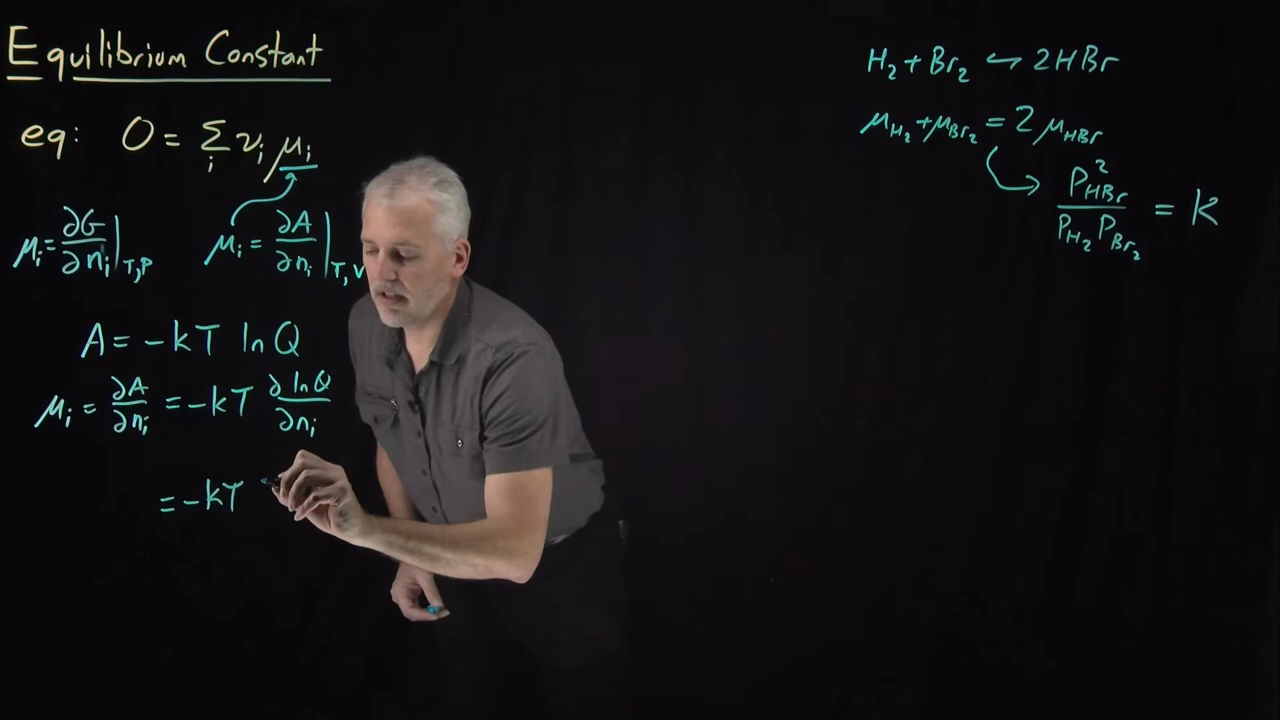 Equilibrium Constant
eq: 0 = Σ_i ν_i μ_i
μ_i = ∂G/∂n_i |_T,P   μ_i = ∂A/∂n_i |_T,V
A = -kT ln Q
μ_i = ∂A/∂n_i = -kT ∂ ln Q/∂n_i
= -kT
H₂ + Br₂ ⇌ 2HBr
μ_H₂ + μ_Br₂ = 2 μ_HBr
P²_HBr / P_H₂ P_Br₂ = K